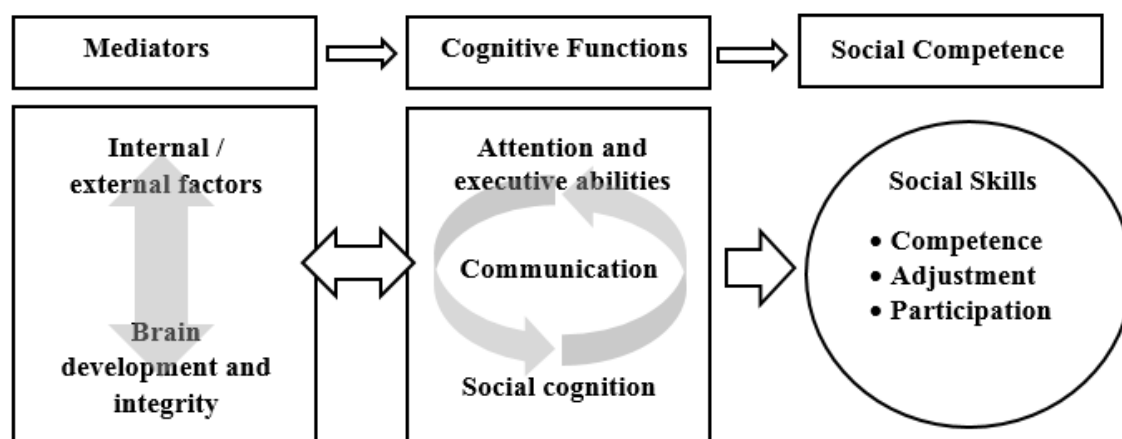 Mediators
Cognitive Functions
Social Competence
Internal /
external factors
Brain
development and
integrity
Attention and
executive abilities
Communication
Social cognition
Social Skills
• Competence
• Adjustment
• Participation